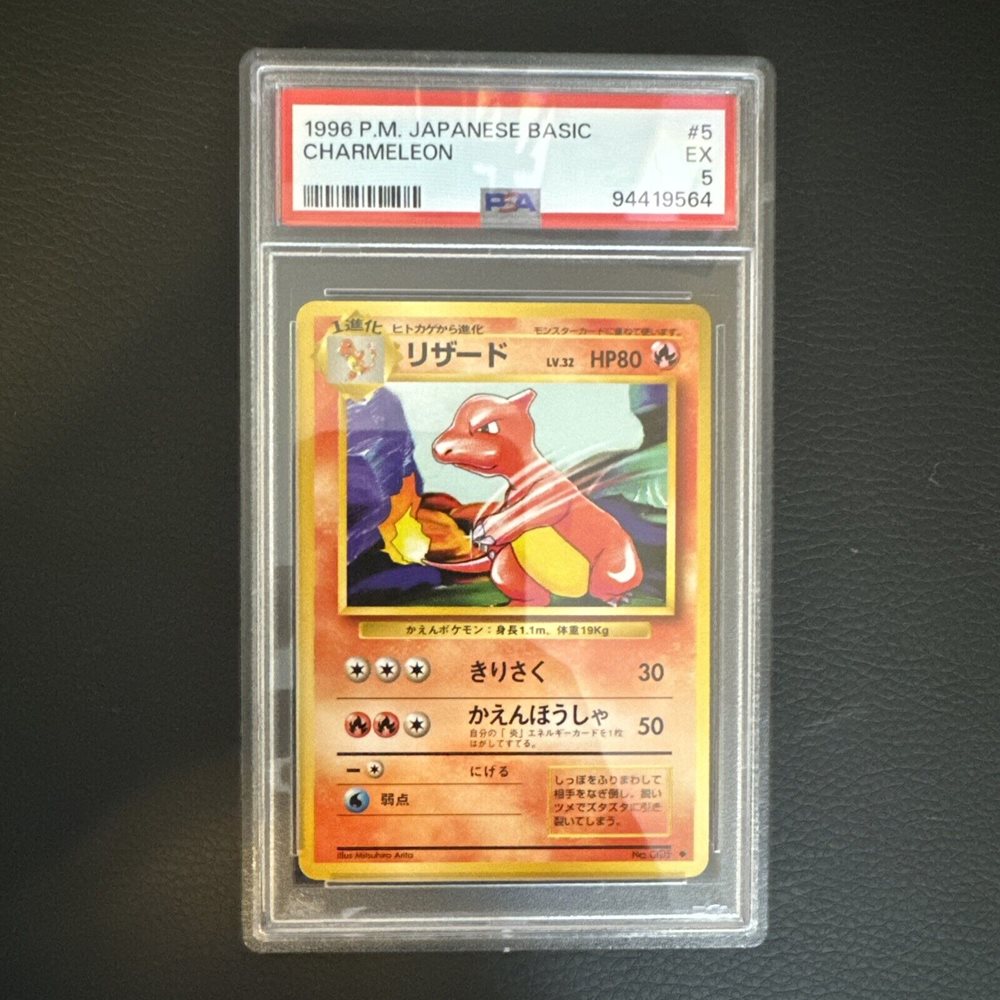 1996 P.M. JAPANESE BASIC #5
CHARMELEON EX
5
PSA 94419564
1進化 ヒトカゲから進化 モンスターカードに重ねて使います。
リザード LV.32 HP80
かえんポケモン:身長1.1m、体重19Kg
きりさく 30
かえんほうしゃ 50
自分の「炎」エネルギーカードを1枚
はがしてすてる。
ー にげる
弱点
しっぽをふりまわして
相手をなぎ倒し、鋭い
ツメでズタズタに引き
裂いてしまう。
Illus Mitsuhiro Arita No. 005